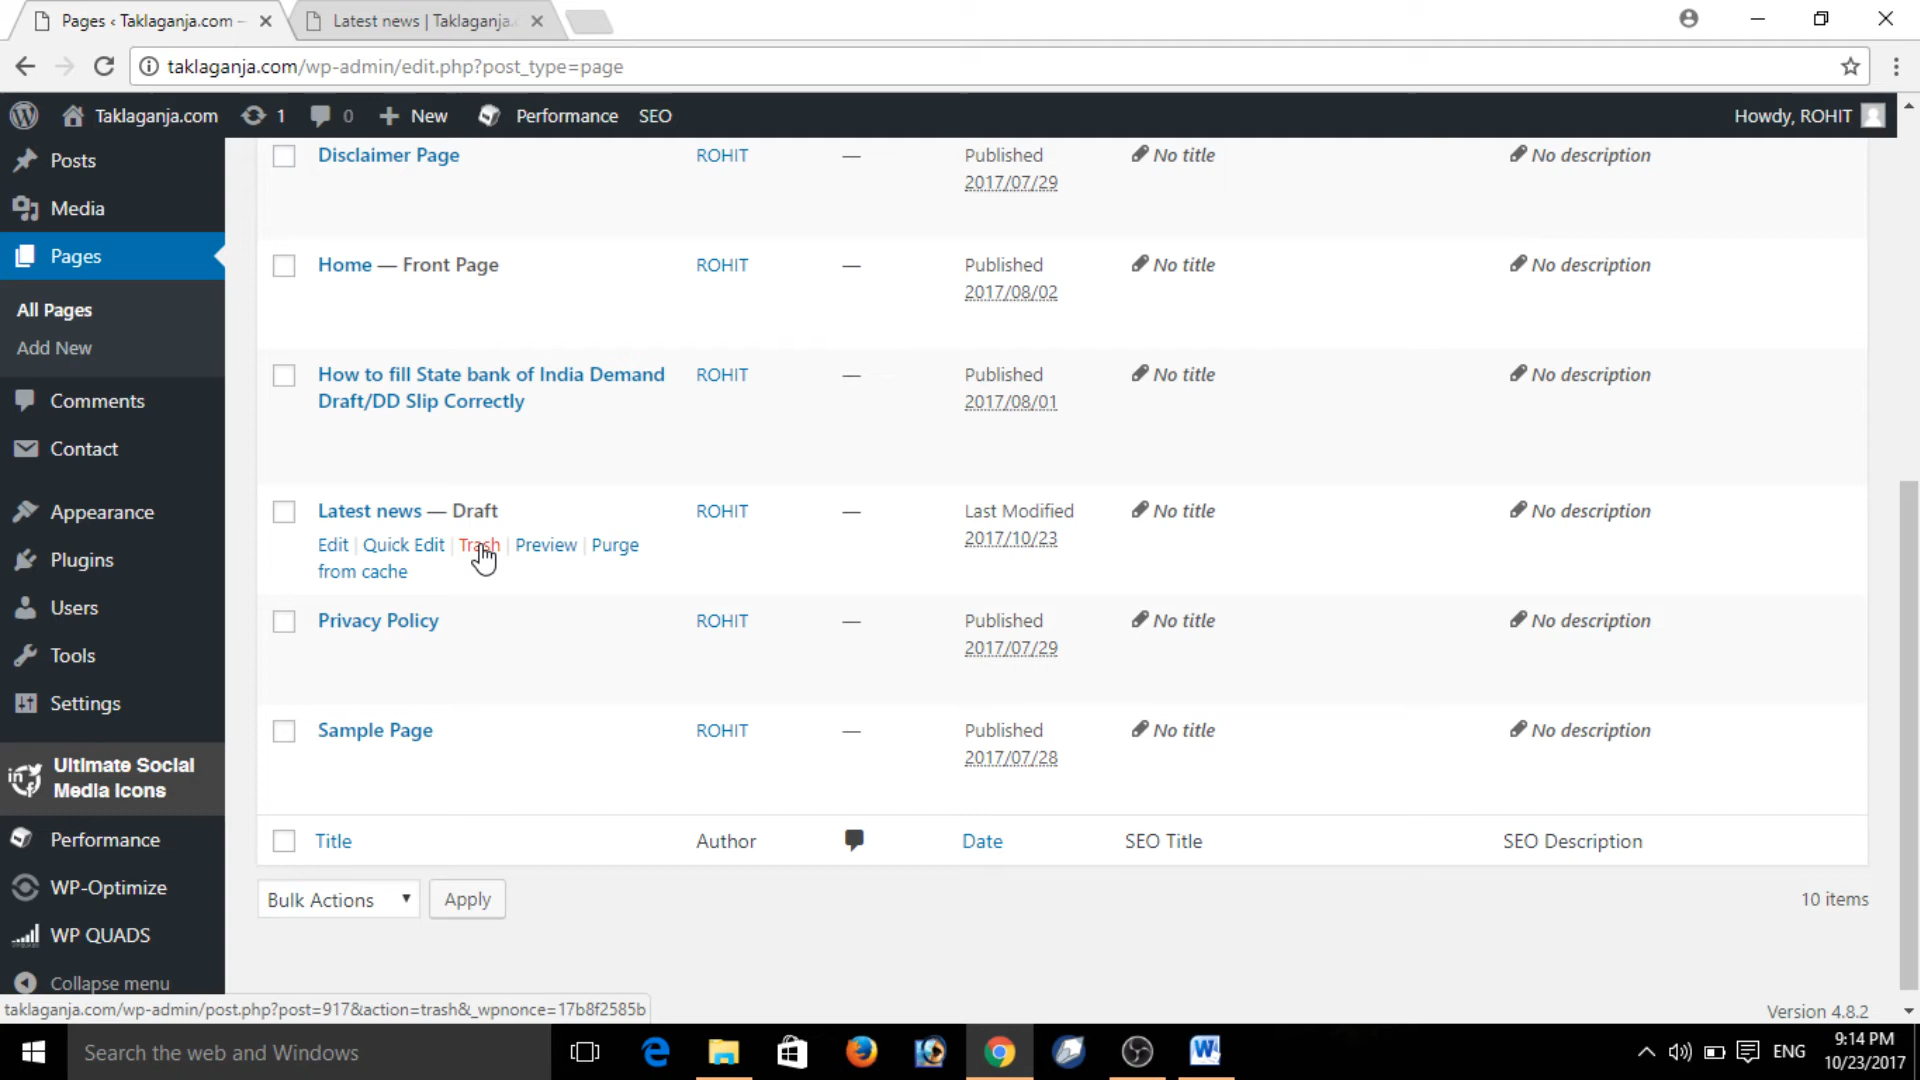 Pages ‹ Taklaganja.com —
Latest news | Taklaganja.
taklaganja.com/wp-admin/edit.php?post_type=page
Taklaganja.com 1 0 New Performance SEO Howdy, ROHIT
Posts
Media
Pages
All Pages
Add New
Comments
Contact
Appearance
Plugins
Users
Tools
Settings
Ultimate Social
Media Icons
Performance
WP-Optimize
WP QUADS
Collapse menu
Disclaimer Page ROHIT — Published No title No description
2017/07/29
Home — Front Page ROHIT — Published No title No description
2017/08/02
How to fill State bank of India Demand ROHIT — Published No title No description
Draft/DD Slip Correctly 2017/08/01
Latest news — Draft ROHIT — Last Modified No title No description
2017/10/23
Edit | Quick Edit | Trash | Preview | Purge
from cache
Privacy Policy ROHIT — Published No title No description
2017/07/29
Sample Page ROHIT — Published No title No description
2017/07/28
Title Author Date SEO Title SEO Description
Bulk Actions Apply 10 items
taklaganja.com/wp-admin/post.php?post=917&action=trash&_wpnonce=17b8f2585b
Version 4.8.2
Search the web and Windows
ENG
9:14 PM
10/23/2017